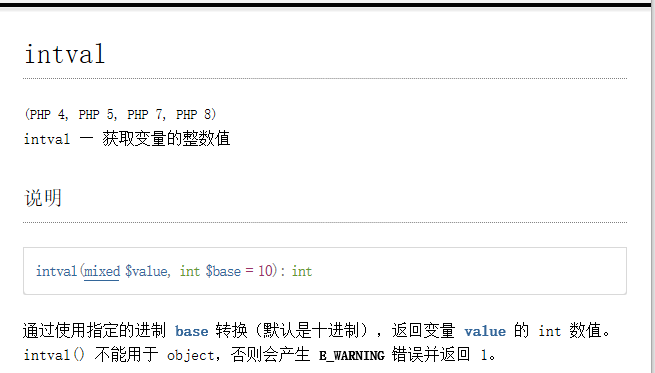 intval
(PHP 4, PHP 5, PHP 7, PHP 8)
intval — 获取变量的整数值
说明
intval(mixed $value, int $base = 10): int
通过使用指定的进制 base 转换（默认是十进制），返回变量 value 的 int 数值。
intval() 不能用于 object，否则会产生 E_WARNING 错误并返回 1。